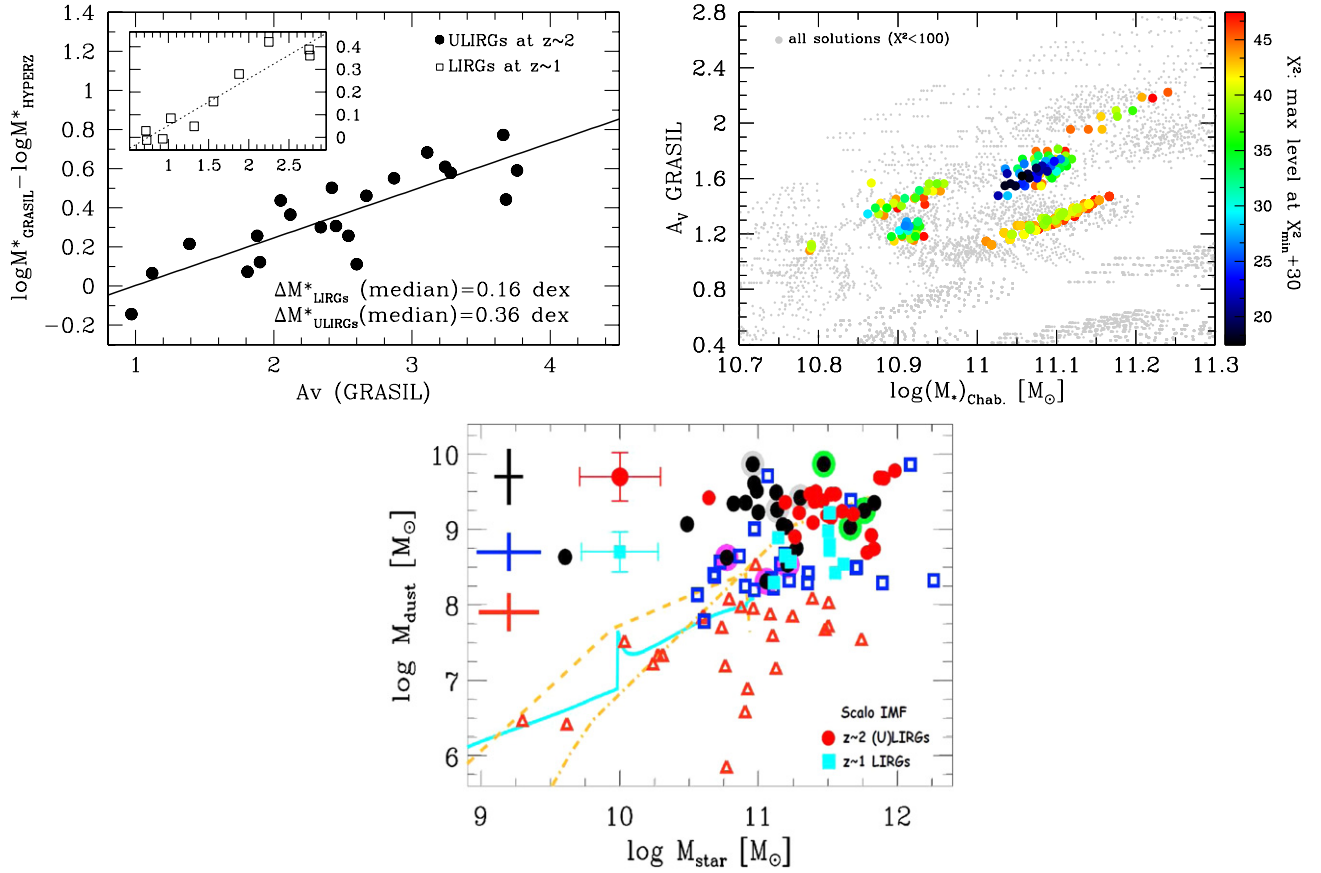 1.4
1.2
1
0.8
0.6
0.4
0.2
0
−0.2
logM*GRASIL−logM*HYPERZ
0.4
0.3
0.2
0.1
0
1 1.5 2 2.5
ULIRGs at z~2
LIRGs at z~1
ΔM*LIRGs (median)=0.16 dex
ΔM*ULIRGs(median)=0.36 dex
1 2 3 4
Av (GRASIL)
2.8
2.4
2
1.6
1.2
0.8
0.4
AV GRASIL
all solutions (X²<100)
10.7 10.8 10.9 11 11.1 11.2 11.3
log(M*)Chab. [M⊙]
45
40
35
30
25
20
X²: max level at X²min+30
10
9
8
7
6
log Mdust [M⊙]
Scalo IMF
z~2 (U)LIRGs
z~1 LIRGs
9 10 11 12
log Mstar [M⊙]